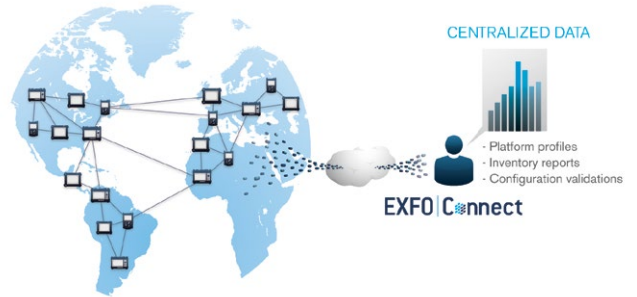 CENTRALIZED DATA
- Platform profiles
- Inventory reports
- Configuration validations
EXFO|Connect